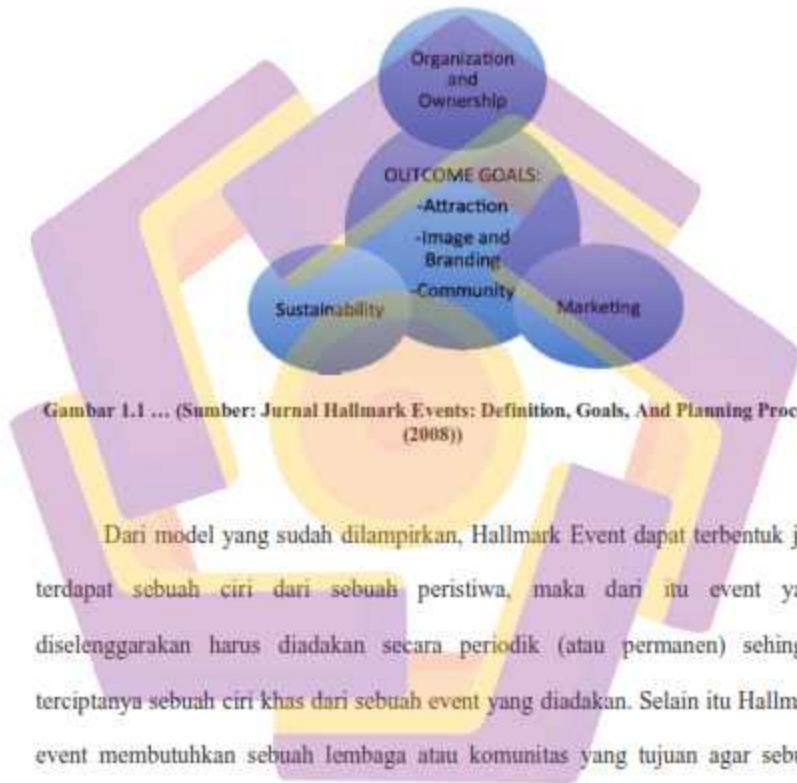 Organization
and
Ownership
OUTCOME GOALS:
-Attraction
-Image and
Branding
-Community
Sustainability
Marketing
Gambar 1.1 ... (Sumber: Jurnal Hallmark Events: Definition, Goals, And Planning Proc
(2008))
Dari model yang sudah dilampirkan, Hallmark Event dapat terbentuk j
terdapat sebuah ciri dari sebuah peristiwa, maka dari itu event ya
diselenggarakan harus diadakan secara periodik (atau permanen) sehing
terciptanya sebuah ciri khas dari sebuah event yang diadakan. Selain itu Hallm
event membutuhkan sebuah lembaga atau komunitas yang tujuan agar sebu